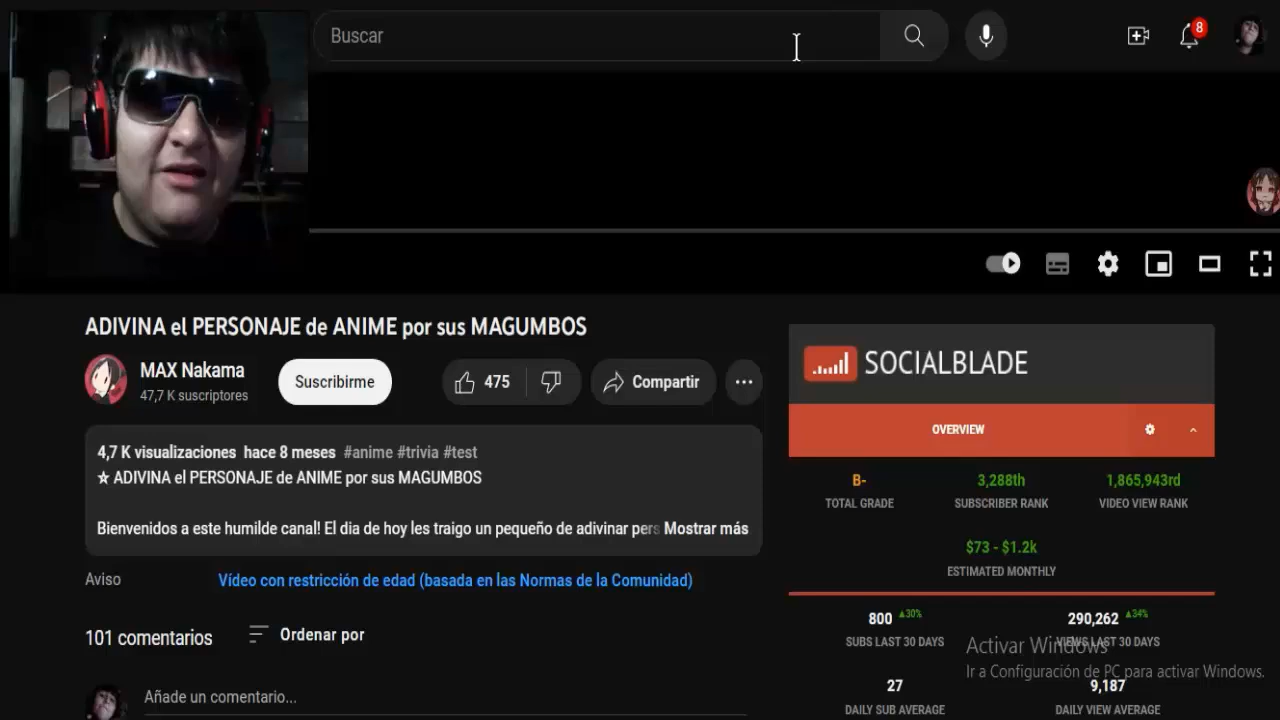 Buscar
8
ADIVINA el PERSONAJE de ANIME por sus MAGUMBOS
MAX Nakama
47,7 K suscriptores
Suscribirme
475
Compartir
4,7 K visualizaciones hace 8 meses #anime #trivia #test
★ ADIVINA el PERSONAJE de ANIME por sus MAGUMBOS
Bienvenidos a este humilde canal! El dia de hoy les traigo un pequeño de adivinar pers Mostrar más
Aviso
Vídeo con restricción de edad (basada en las Normas de la Comunidad)
101 comentarios
Ordenar por
Añade un comentario...
SOCIALBLADE
OVERVIEW
B-
3,288th
1,865,943rd
TOTAL GRADE
SUBSCRIBER RANK
VIDEO VIEW RANK
$73 - $1.2k
ESTIMATED MONTHLY
800 ▲30%
290,262 ▲34%
SUBS LAST 30 DAYS
VIEWS LAST 30 DAYS
Activar Windows
Ir a Configuración de PC para activar Windows.
27
9,187
DAILY SUB AVERAGE
DAILY VIEW AVERAGE